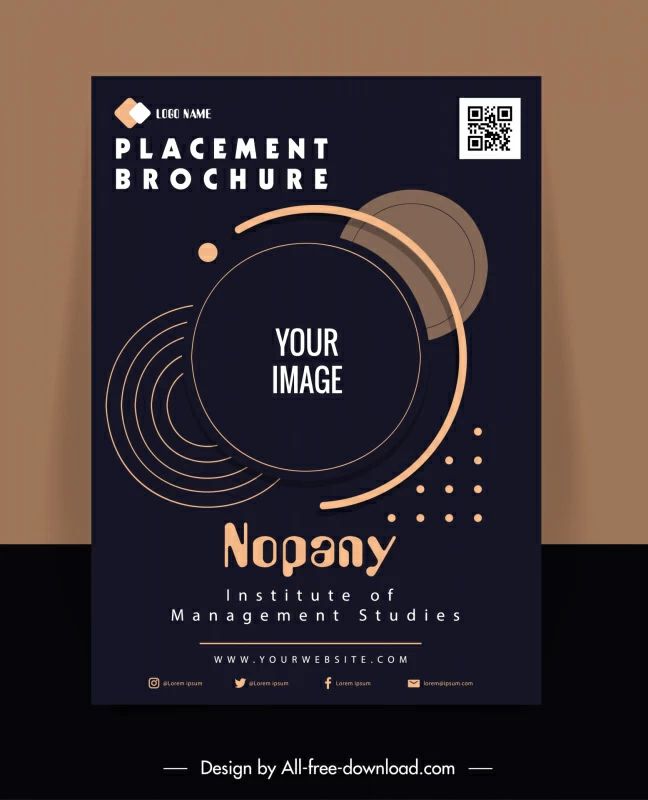 LOGO NAME
PLACEMENT
BROCHURE
YOUR
IMAGE
Nopany
Institute of
Management Studies
WWW.YOURWEBSITE.COM
@Lorem ipsum
@Lorem ipsum
Lorem ipsum
lorem@ipsum.com
Design by All-free-download.com